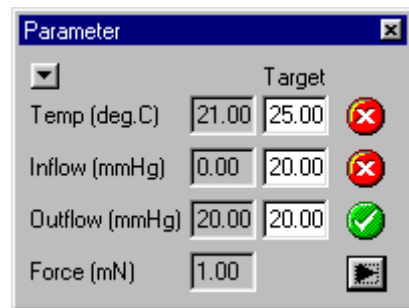 Parameter
Target
Temp (deg.C) 21.00 25.00
Inflow (mmHg) 0.00 20.00
Outflow (mmHg) 20.00 20.00
Force (mN) 1.00